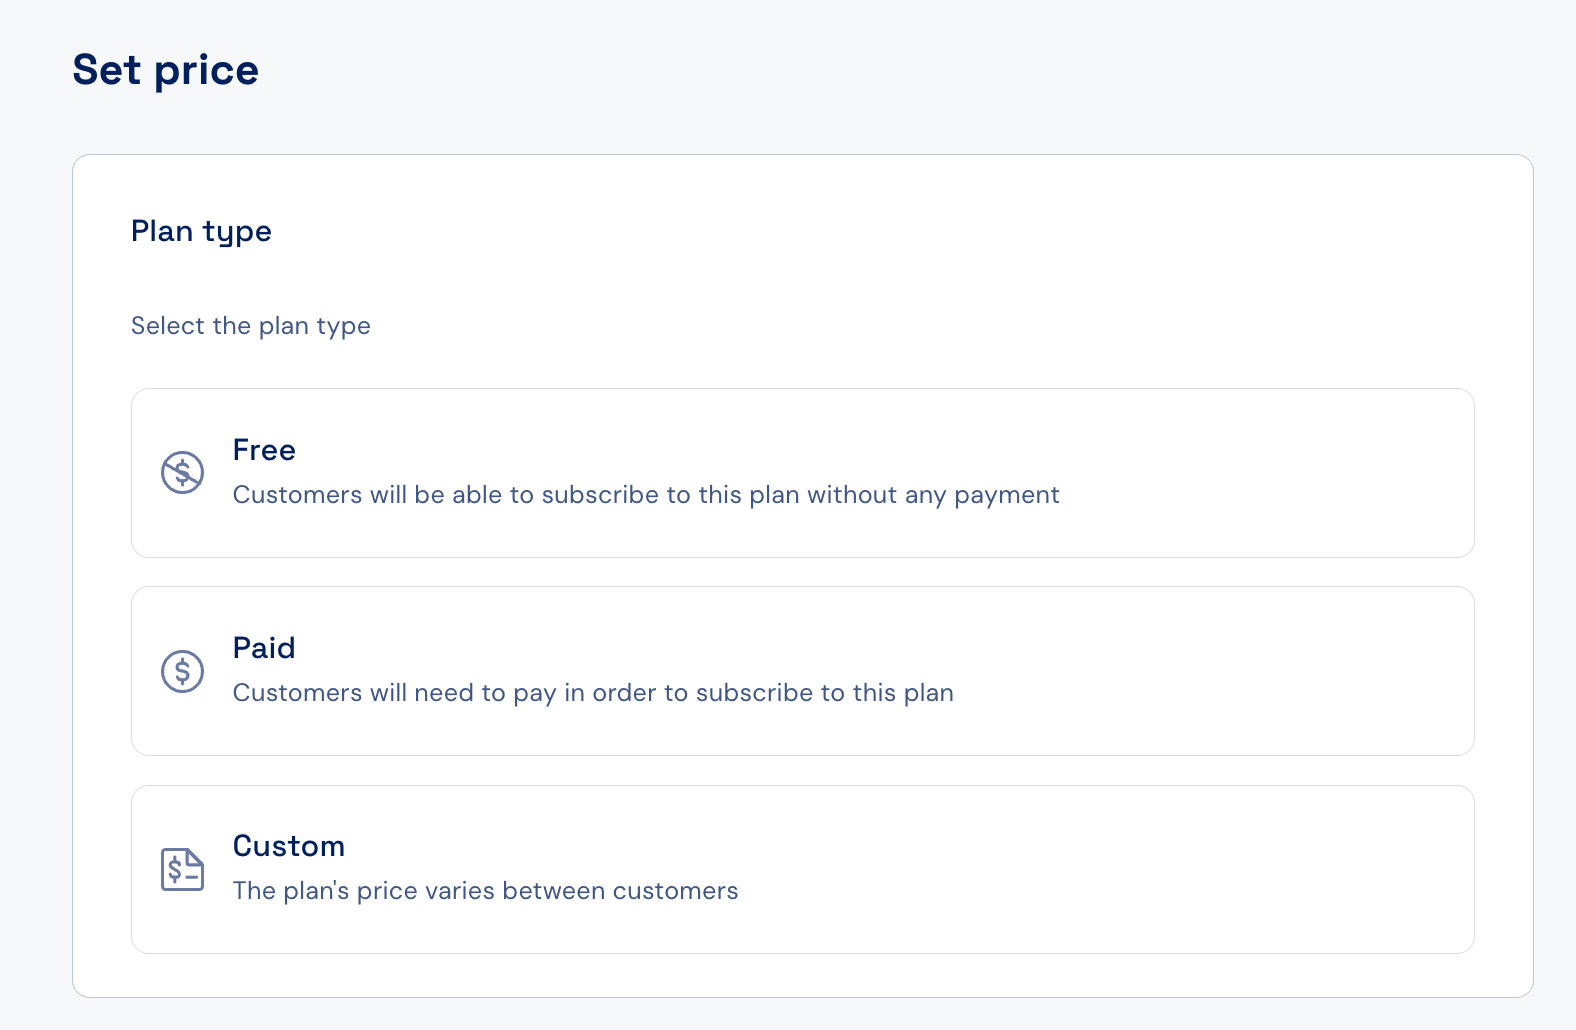 Set price
Plan type
Select the plan type
Free
Customers will be able to subscribe to this plan without any payment
Paid
Customers will need to pay in order to subscribe to this plan
Custom
The plan's price varies between customers